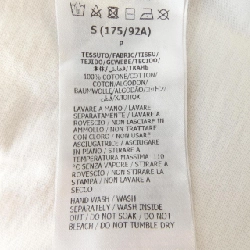 S (175/92A)
P
TESSUTO/FABRIC/TISSU/
TEJIDO/GENERE/TECIDO/
100% COTONE/COTTON/
COTON/ALGODON/
BAUMWOLLE/ALGODÃO/
LAVARE A MANO / LAVARE
SEPARATAMENTE / LAVARE A
ROVESCIO / NON LASCIARE IN
AMMOLLO / NON TRATTARE
CON CLORO / NON USARE
ASCIUGATRICE / ASCIUGARE
IN PIANO / STIRARE A
TEMPERATURA MASSIMA 110
°C SENZA VAPORE / STIRARE A
ROVESCIO / NON STIRARE LA
STAMPA / NON LAVARE A
SECCO
HAND WASH / WASH
SEPARATELY / WASH INSIDE
OUT / DO NOT SOAK / DO NOT
BLEACH / DO NOT TUMBLE DRY